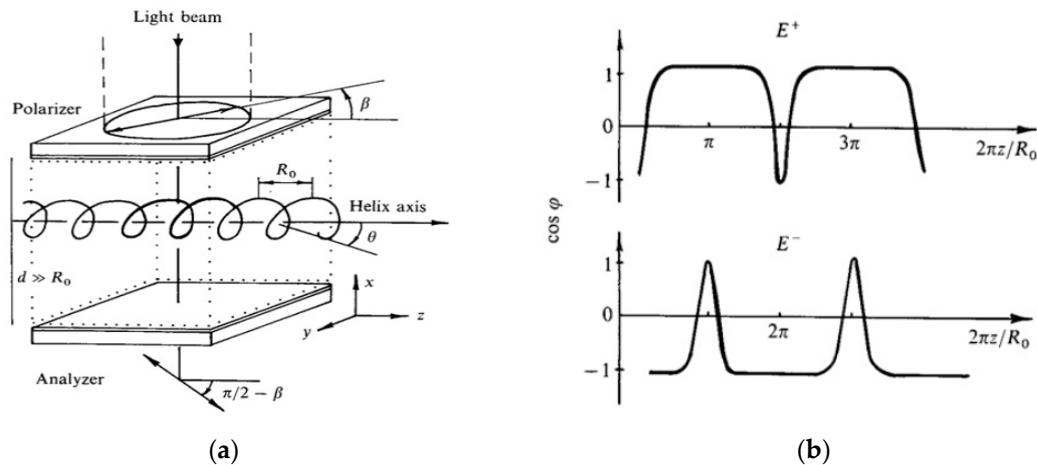 Light beam
Polarizer
β
R₀
Helix axis
θ
d ≫ R₀
x
y
z
Analyzer
π/2 − β
(a)
E⁺
1
0
π
3π
2πz/R₀
−1
cos φ
E⁻
1
0
2π
2πz/R₀
−1
(b)